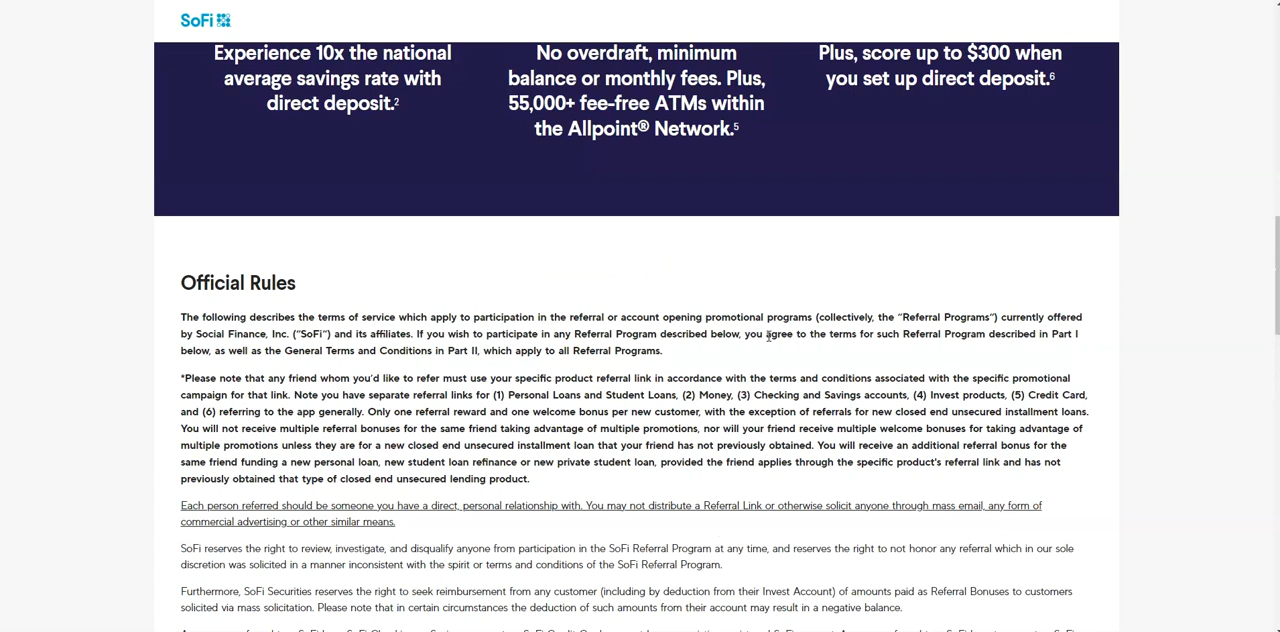 SoFi
Experience 10x the national
average savings rate with
direct deposit.2
No overdraft, minimum
balance or monthly fees. Plus,
55,000+ fee-free ATMs within
the Allpoint® Network.5
Plus, score up to $300 when
you set up direct deposit.6
Official Rules
The following describes the terms of service which apply to participation in the referral or account opening promotional programs (collectively, the “Referral Programs”) currently offered
by Social Finance, Inc. (“SoFi”) and its affiliates. If you wish to participate in any Referral Program described below, you agree to the terms for such Referral Program described in Part I
below, as well as the General Terms and Conditions in Part II, which apply to all Referral Programs.
*Please note that any friend whom you’d like to refer must use your specific product referral link in accordance with the terms and conditions associated with the specific promotional
campaign for that link. Note you have separate referral links for (1) Personal Loans and Student Loans, (2) Money, (3) Checking and Savings accounts, (4) Invest products, (5) Credit Card,
and (6) referring to the app generally. Only one referral reward and one welcome bonus per new customer, with the exception of referrals for new closed end unsecured installment loans.
You will not receive multiple referral bonuses for the same friend taking advantage of multiple promotions, nor will your friend receive multiple welcome bonuses for taking advantage of
multiple promotions unless they are for a new closed end unsecured installment loan that your friend has not previously obtained. You will receive an additional referral bonus for the
same friend funding a new personal loan, new student loan refinance or new private student loan, provided the friend applies through the specific product's referral link and has not
previously obtained that type of closed end unsecured lending product.
Each person referred should be someone you have a direct, personal relationship with. You may not distribute a Referral Link or otherwise solicit anyone through mass email, any form of
commercial advertising or other similar means.
SoFi reserves the right to review, investigate, and disqualify anyone from participation in the SoFi Referral Program at any time, and reserves the right to not honor any referral which in our sole
discretion was solicited in a manner inconsistent with the spirit or terms and conditions of the SoFi Referral Program.
Furthermore, SoFi Securities reserves the right to seek reimbursement from any customer (including by deduction from their Invest Account) of amounts paid as Referral Bonuses to customers
solicited via mass solicitation. Please note that in certain circumstances the deduction of such amounts from their account may result in a negative balance.